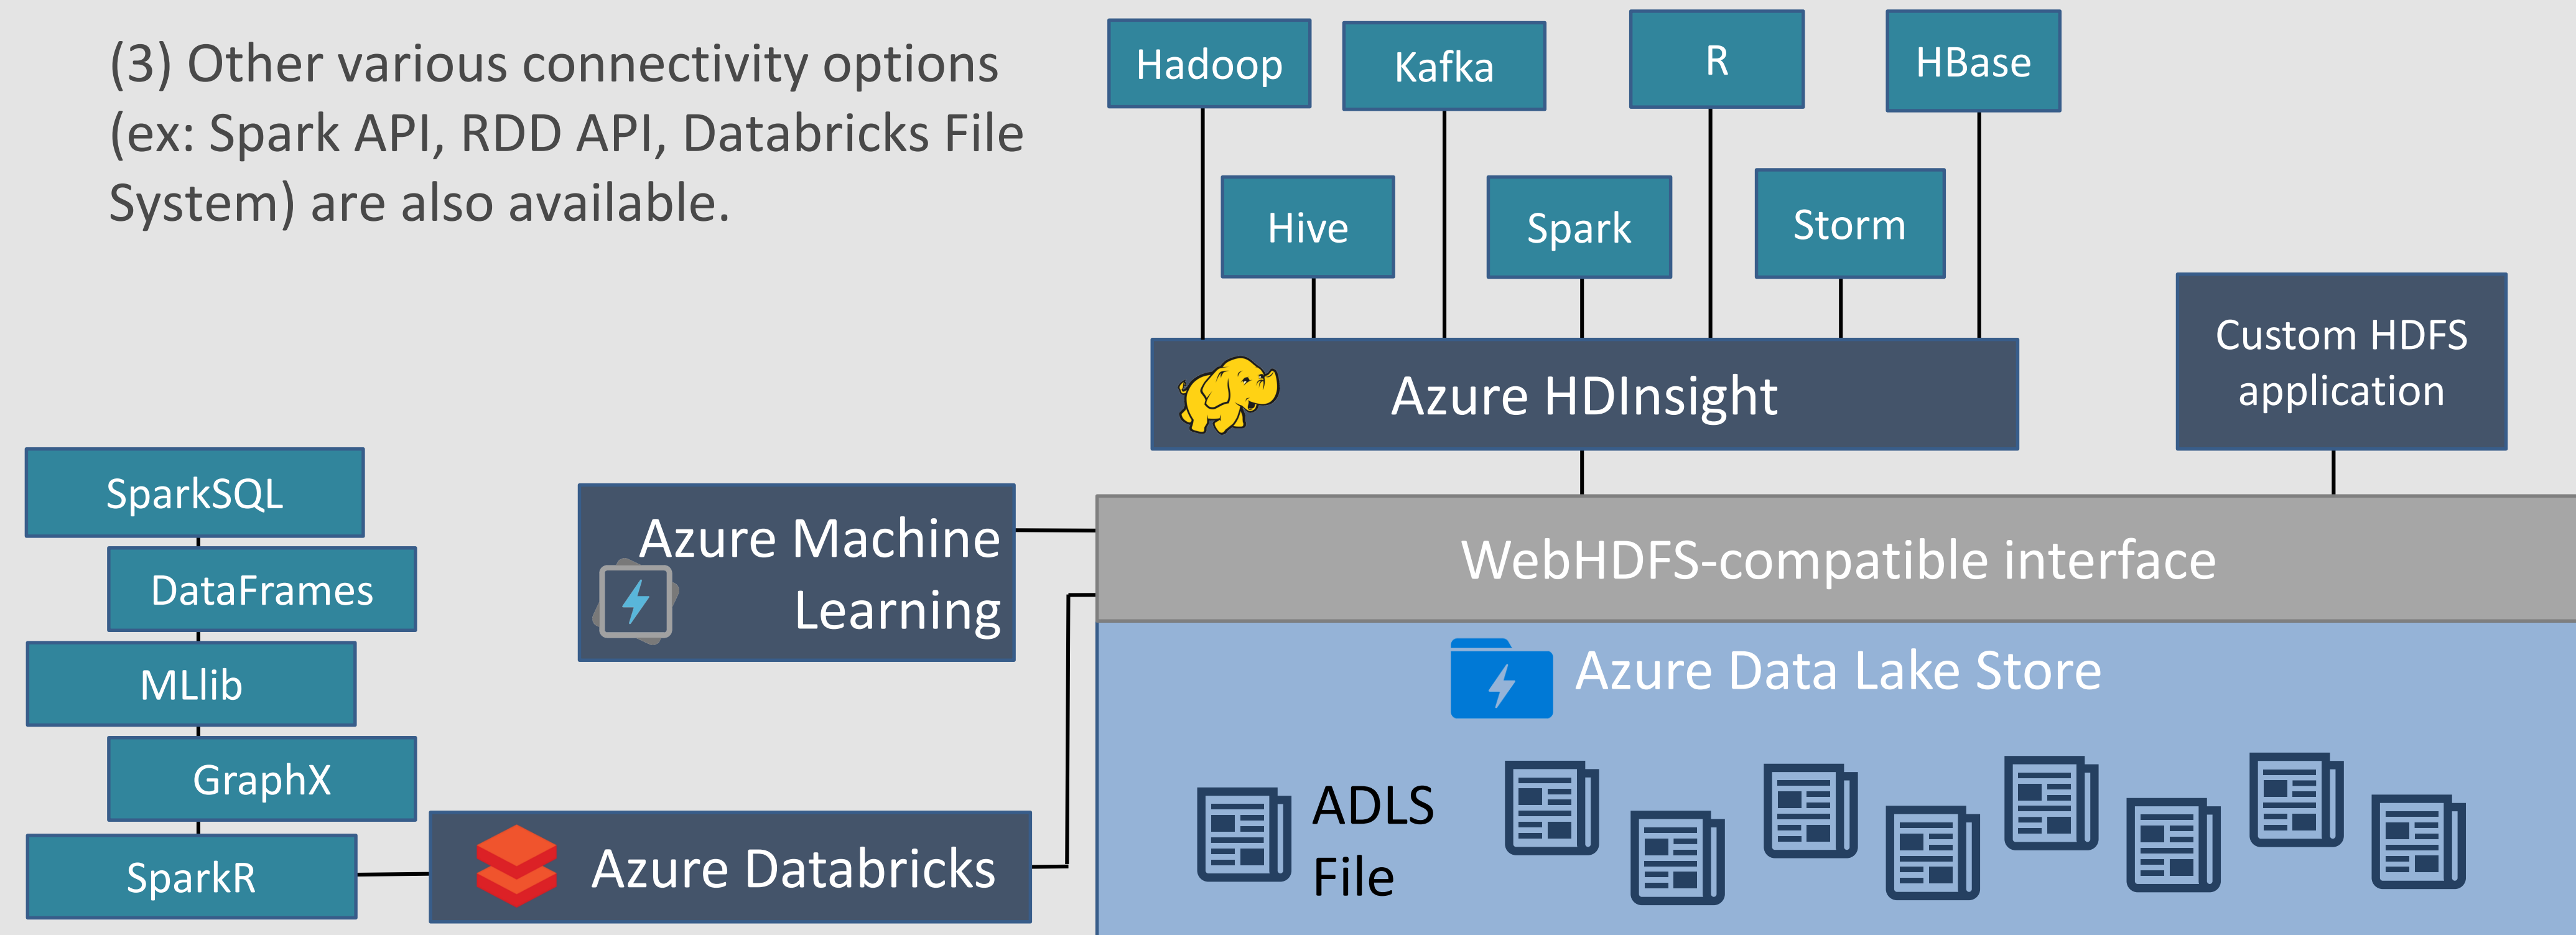 (3) Other various connectivity options
(ex: Spark API, RDD API, Databricks File
System) are also available.
Hadoop
Kafka
R
HBase
Hive
Spark
Storm
Custom HDFS
application
Azure HDInsight
SparkSQL
DataFrames
MLlib
GraphX
SparkR
Azure Machine
Learning
Azure Databricks
WebHDFS-compatible interface
Azure Data Lake Store
ADLS
File